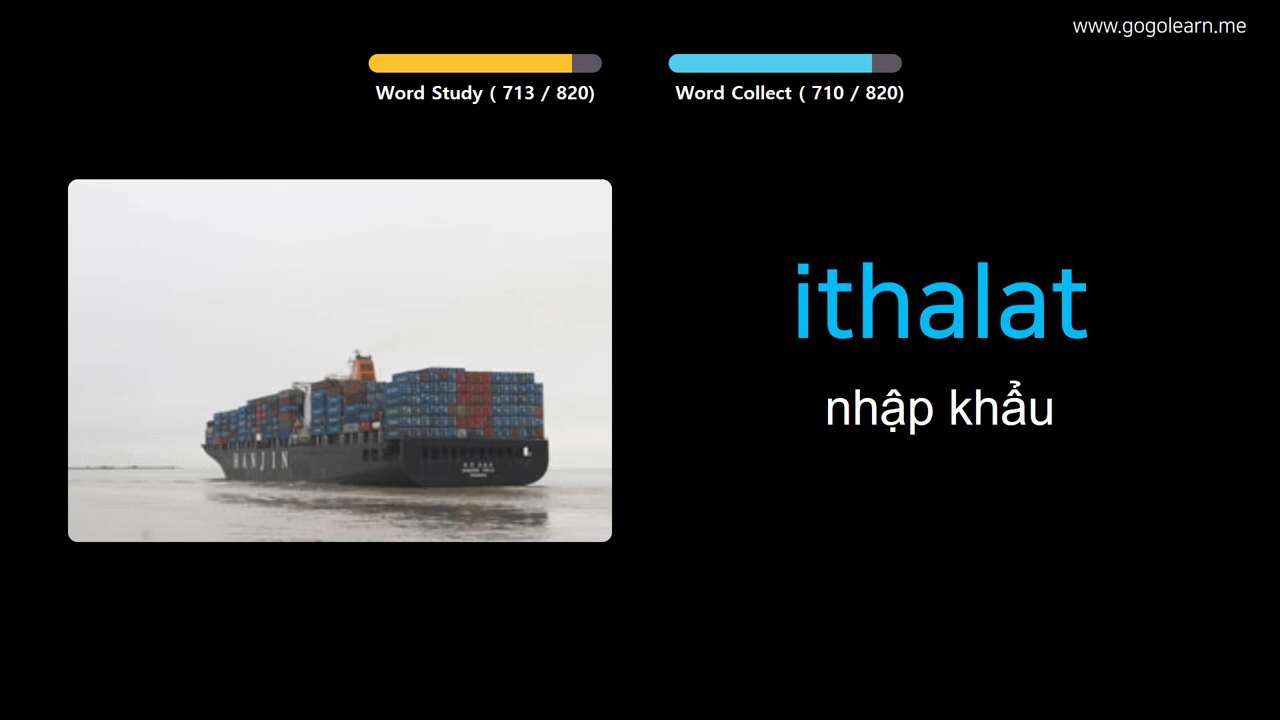 www.gogolearn.me
Word Study ( 713 / 820)
Word Collect ( 710 / 820)
ithalat
nhập khẩu
HANJIN